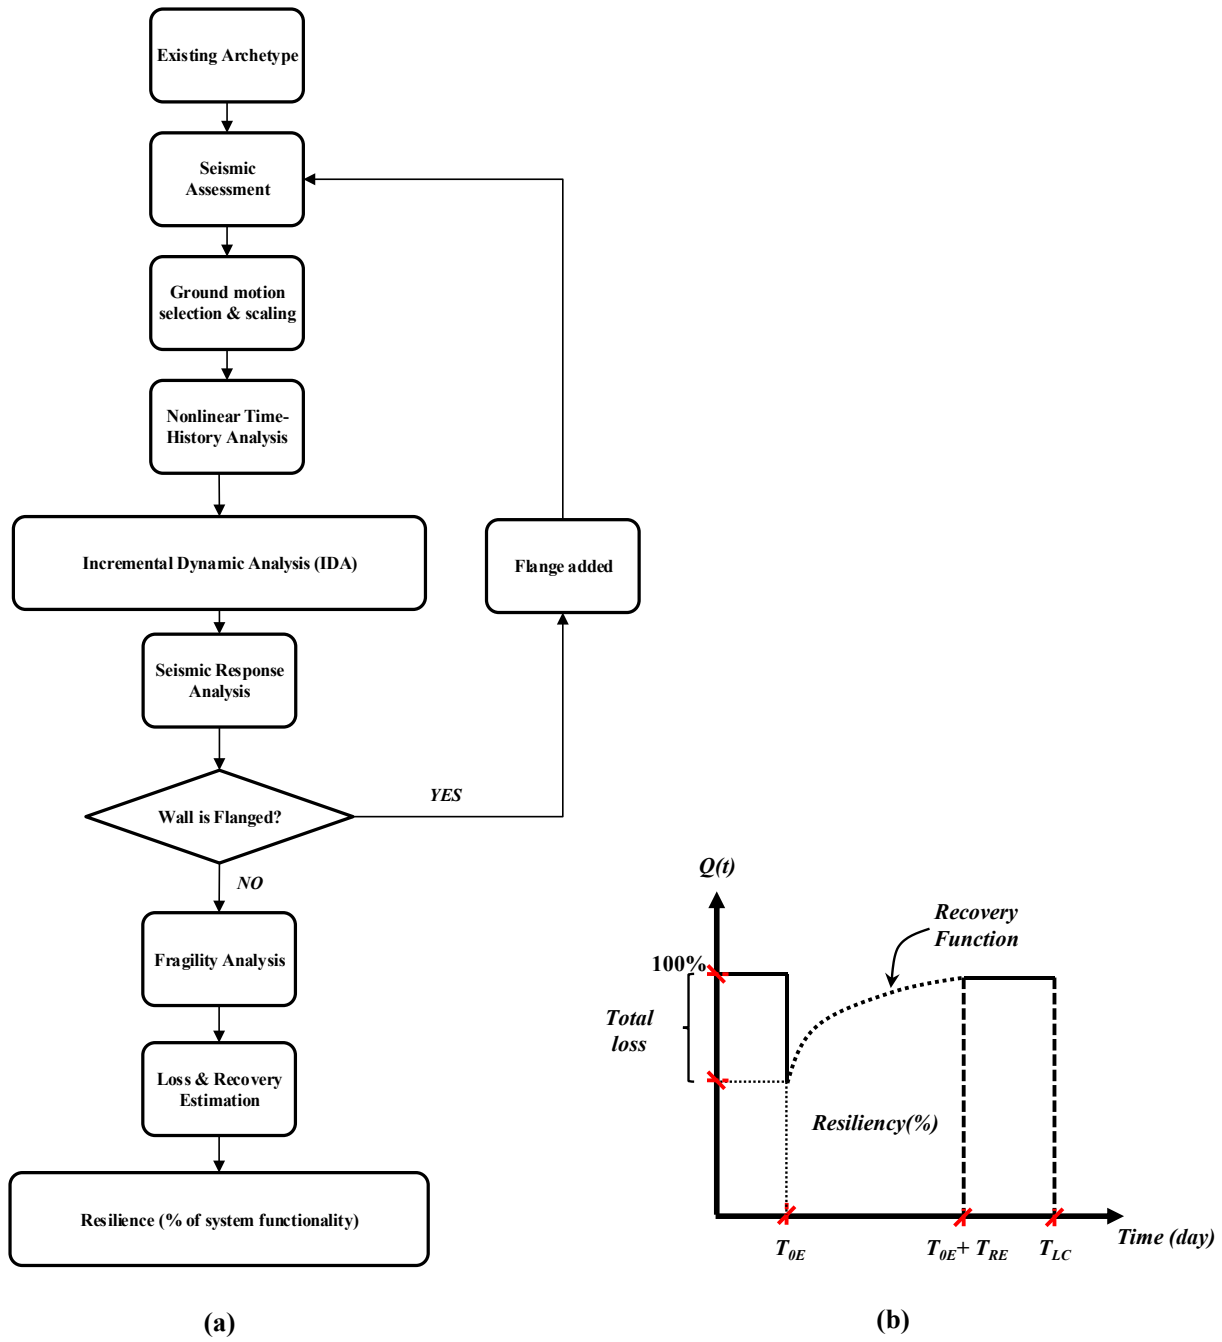 Existing Archetype
Seismic
Assessment
Ground motion
selection & scaling
Nonlinear Time-
History Analysis
Incremental Dynamic Analysis (IDA)
Flange added
Seismic Response
Analysis
Wall is Flanged?
YES
NO
Fragility Analysis
Loss & Recovery
Estimation
Resilience (% of system functionality)
(a)
Q(t)
Recovery
Function
100%
Total
loss
Resiliency(%)
T0E
T0E+ TRE
TLC
Time (day)
(b)